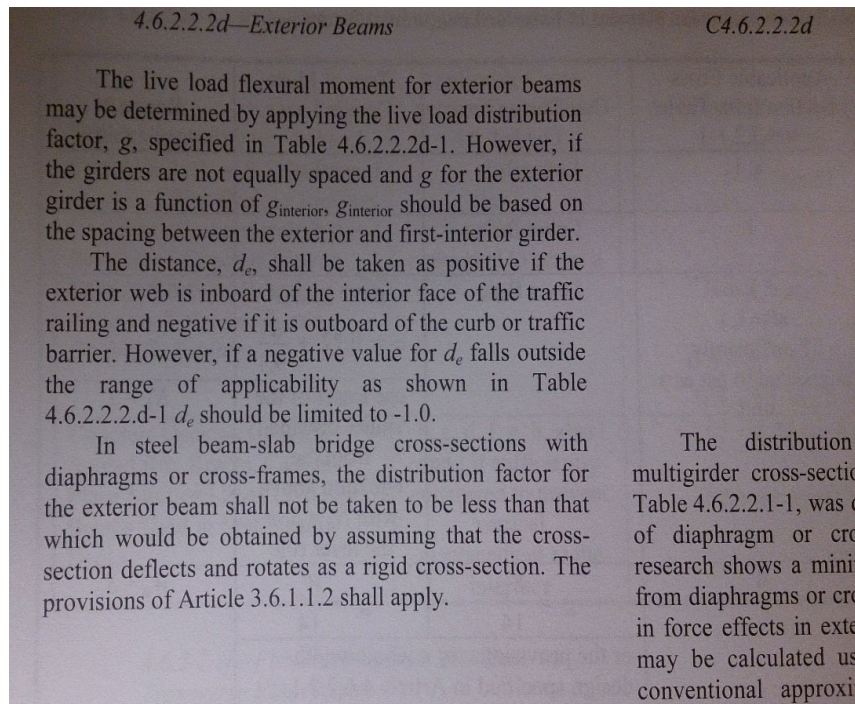 4.6.2.2.2d—Exterior Beams
The live load flexural moment for exterior beams
may be determined by applying the live load distribution
factor, g, specified in Table 4.6.2.2.2d-1. However, if
the girders are not equally spaced and g for the exterior
girder is a function of ginterior, ginterior should be based on
the spacing between the exterior and first-interior girder.
The distance, de, shall be taken as positive if the
exterior web is inboard of the interior face of the traffic
railing and negative if it is outboard of the curb or traffic
barrier. However, if a negative value for de falls outside
the range of applicability as shown in Table
4.6.2.2.2.d-1 de should be limited to -1.0.
In steel beam-slab bridge cross-sections with
diaphragms or cross-frames, the distribution factor for
the exterior beam shall not be taken to be less than that
which would be obtained by assuming that the cross-
section deflects and rotates as a rigid cross-section. The
provisions of Article 3.6.1.1.2 shall apply.
C4.6.2.2.2d
The distribution
multigirder cross-sectio
Table 4.6.2.2.1-1, was
of diaphragm or cro
research shows a mini
from diaphragms or cro
in force effects in exte
may be calculated us
conventional approxi